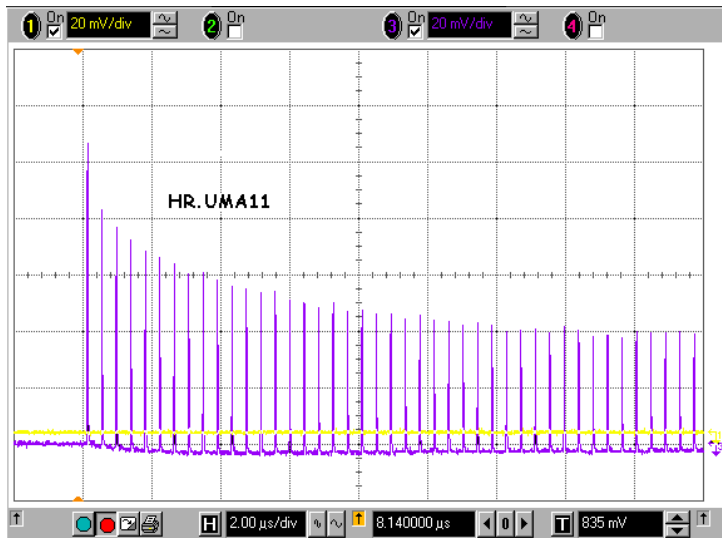 1 On 20 mV/div 2 On 3 On 20 mV/div 4 On
HR.UMA11
H 2.00 µs/div 8.140000 µs 0 T 835 mV